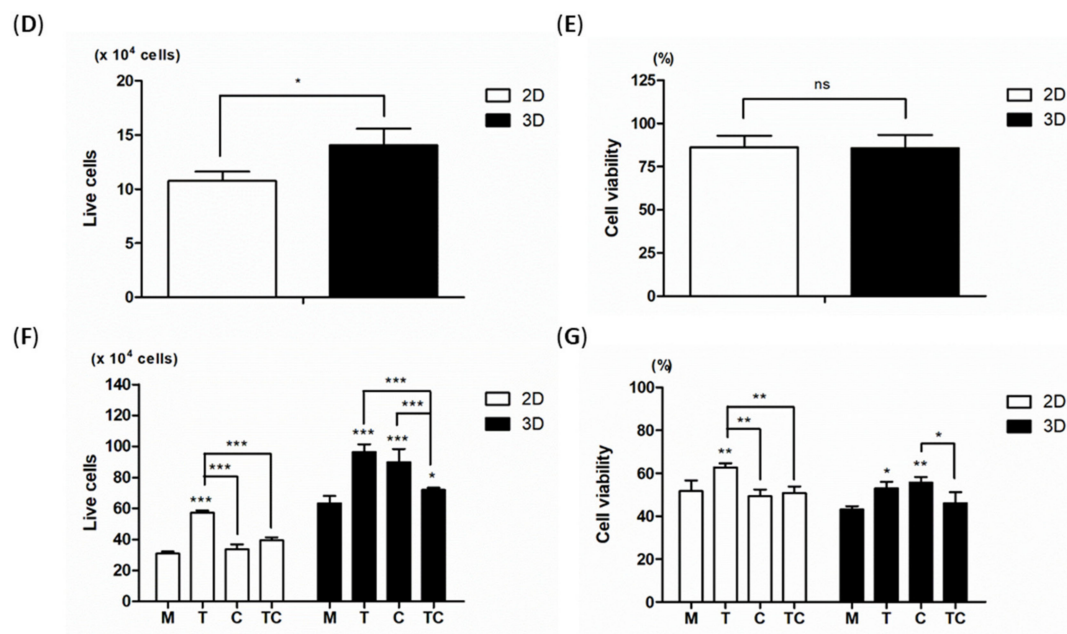 (D)
(x 10⁴ cells)
Live cells
20
15
10
5
0
*
2D
3D
(E)
(%)
Cell viability
125
100
75
50
25
0
ns
2D
3D
(F)
(x 10⁴ cells)
Live cells
140
120
100
80
60
40
20
0
***
***
***
***
***
***
***
*
2D
3D
M T C TC M T C TC
(G)
(%)
Cell viability
100
80
60
40
20
0
**
**
**
*
**
*
2D
3D
M T C TC M T C TC